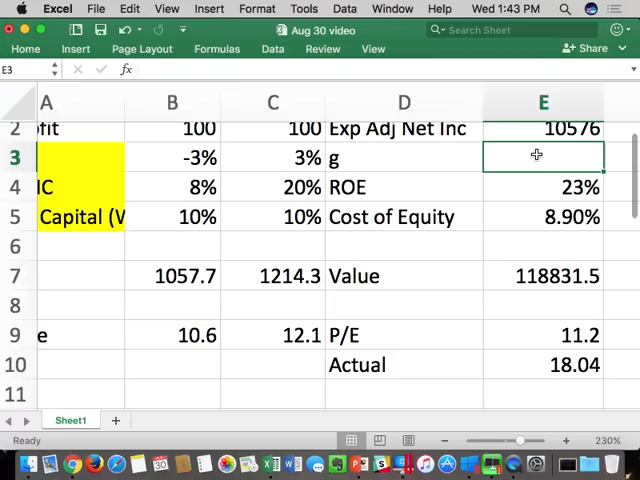 Excel File Edit View Insert Format Tools Data Window Help Wed 1:43 PM
Aug 30 video
Search Sheet
Home Insert Page Layout Formulas Data Review View Share
E3 fx
A B C D E
2 ofit 100 100 Exp Adj Net Inc 10576
3 -3% 3% g
4 IC 8% 20% ROE 23%
5 Capital (W 10% 10% Cost of Equity 8.90%
6
7 1057.7 1214.3 Value 118831.5
8
9 e 10.6 12.1 P/E 11.2
10 Actual 18.04
11
Sheet1
Ready 230%